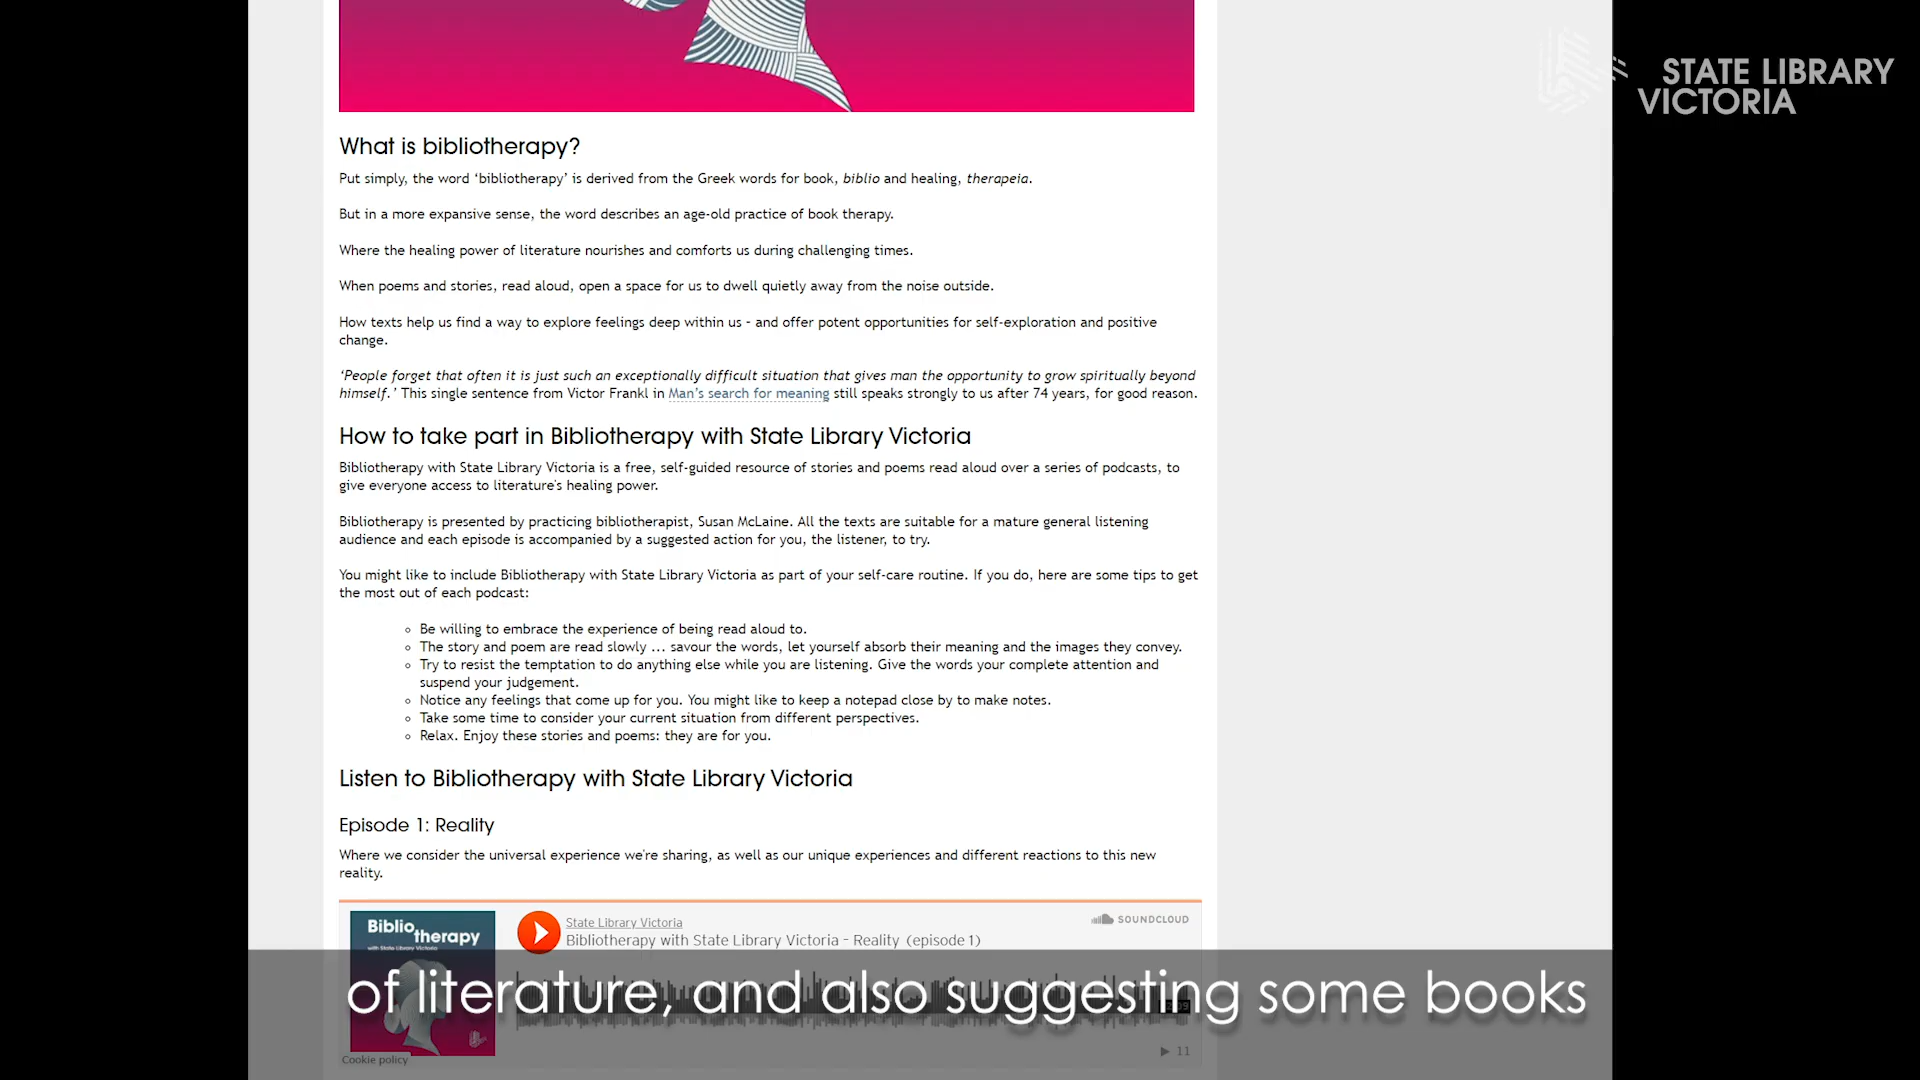 STATE LIBRARY
VICTORIA
What is bibliotherapy?
Put simply, the word ‘bibliotherapy’ is derived from the Greek words for book, biblio and healing, therapeia.
But in a more expansive sense, the word describes an age-old practice of book therapy.
Where the healing power of literature nourishes and comforts us during challenging times.
When poems and stories, read aloud, open a space for us to dwell quietly away from the noise outside.
How texts help us find a way to explore feelings deep within us - and offer potent opportunities for self-exploration and positive
change.
‘People forget that often it is just such an exceptionally difficult situation that gives man the opportunity to grow spiritually beyond
himself.’ This single sentence from Victor Frankl in Man’s search for meaning still speaks strongly to us after 74 years, for good reason.
How to take part in Bibliotherapy with State Library Victoria
Bibliotherapy with State Library Victoria is a free, self-guided resource of stories and poems read aloud over a series of podcasts, to
give everyone access to literature's healing power.
Bibliotherapy is presented by practicing bibliotherapist, Susan McLaine. All the texts are suitable for a mature general listening
audience and each episode is accompanied by a suggested action for you, the listener, to try.
You might like to include Bibliotherapy with State Library Victoria as part of your self-care routine. If you do, here are some tips to get
the most out of each podcast:
Be willing to embrace the experience of being read aloud to.
The story and poem are read slowly ... savour the words, let yourself absorb their meaning and the images they convey.
Try to resist the temptation to do anything else while you are listening. Give the words your complete attention and
suspend your judgement.
Notice any feelings that come up for you. You might like to keep a notepad close by to make notes.
Take some time to consider your current situation from different perspectives.
Relax. Enjoy these stories and poems: they are for you.
Listen to Bibliotherapy with State Library Victoria
Episode 1: Reality
Where we consider the universal experience we're sharing, as well as our unique experiences and different reactions to this new
reality.
Biblio
therapy
with State Library Victoria
State Library Victoria
SOUNDCLOUD
Bibliotherapy with State Library Victoria - Reality (episode 1)
of literature, and also suggesting some books
Cookie policy
11